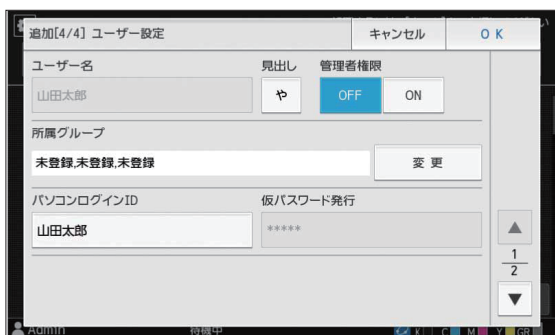 追加[4/4] ユーザー設定
キャンセル
OK
ユーザー名
見出し
管理者権限
山田太郎
や
OFF
ON
所属グループ
未登録,未登録,未登録
変更
パソコンログインID
仮パスワード発行
山田太郎
*****
1
2
Admin
待機中
K C M Y GR